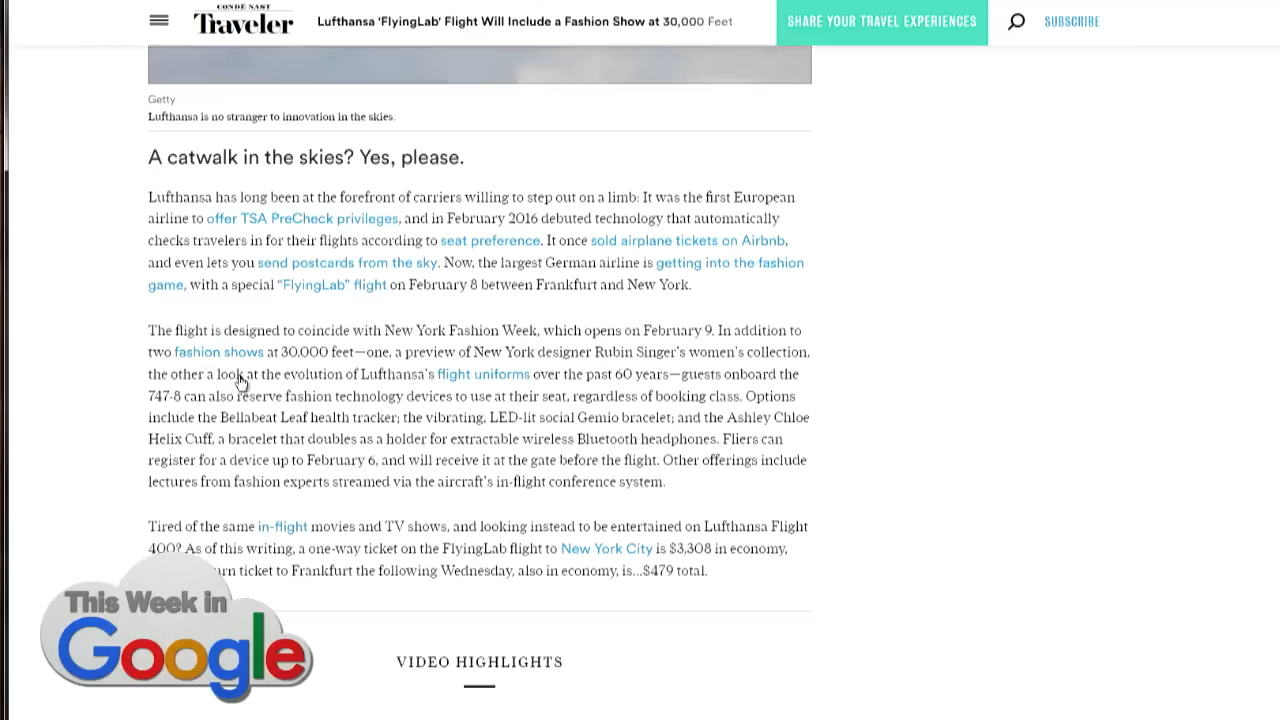 CONDÉ NAST
Traveler
Lufthansa 'FlyingLab' Flight Will Include a Fashion Show at 30,000 Feet
SHARE YOUR TRAVEL EXPERIENCES
SUBSCRIBE
Getty
Lufthansa is no stranger to innovation in the skies.
A catwalk in the skies? Yes, please.
Lufthansa has long been at the forefront of carriers willing to step out on a limb: It was the first European
airline to offer TSA PreCheck privileges, and in February 2016 debuted technology that automatically
checks travelers in for their flights according to seat preference. It once sold airplane tickets on Airbnb,
and even lets you send postcards from the sky. Now, the largest German airline is getting into the fashion
game, with a special "FlyingLab" flight on February 8 between Frankfurt and New York.
The flight is designed to coincide with New York Fashion Week, which opens on February 9. In addition to
two fashion shows at 30,000 feet—one, a preview of New York designer Rubin Singer's women's collection,
the other a look at the evolution of Lufthansa's flight uniforms over the past 60 years—guests onboard the
747-8 can also reserve fashion technology devices to use at their seat, regardless of booking class. Options
include the Bellabeat Leaf health tracker; the vibrating, LED-lit social Gemio bracelet; and the Ashley Chloe
Helix Cuff, a bracelet that doubles as a holder for extractable wireless Bluetooth headphones. Fliers can
register for a device up to February 6, and will receive it at the gate before the flight. Other offerings include
lectures from fashion experts streamed via the aircraft's in-flight conference system.
Tired of the same in-flight movies and TV shows, and looking instead to be entertained on Lufthansa Flight
400? As of this writing, a one-way ticket on the FlyingLab flight to New York City is $3,308 in economy,
ticket to Frankfurt the following Wednesday, also in economy, is...$479 total.
This Week in
Google
VIDEO HIGHLIGHTS